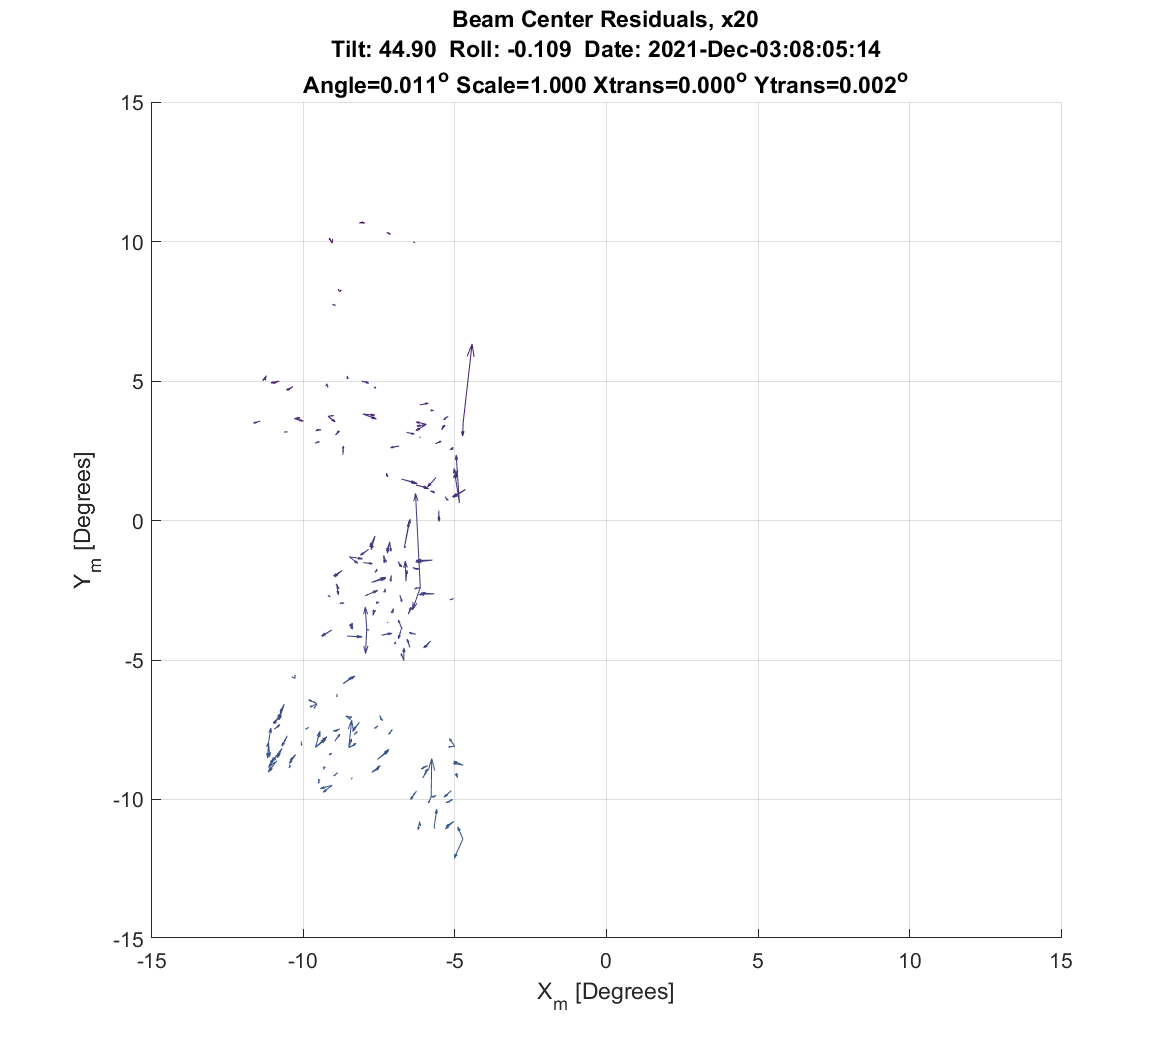 Beam Center Residuals, x20
Tilt: 44.90  Roll: -0.109  Date: 2021-Dec-03:08:05:14
Angle=0.011° Scale=1.000 Xtrans=0.000° Ytrans=0.002°
15
10
5
0
-5
-10
-15
Y_m [Degrees]
-15 -10 -5 0 5 10 15
X_m [Degrees]